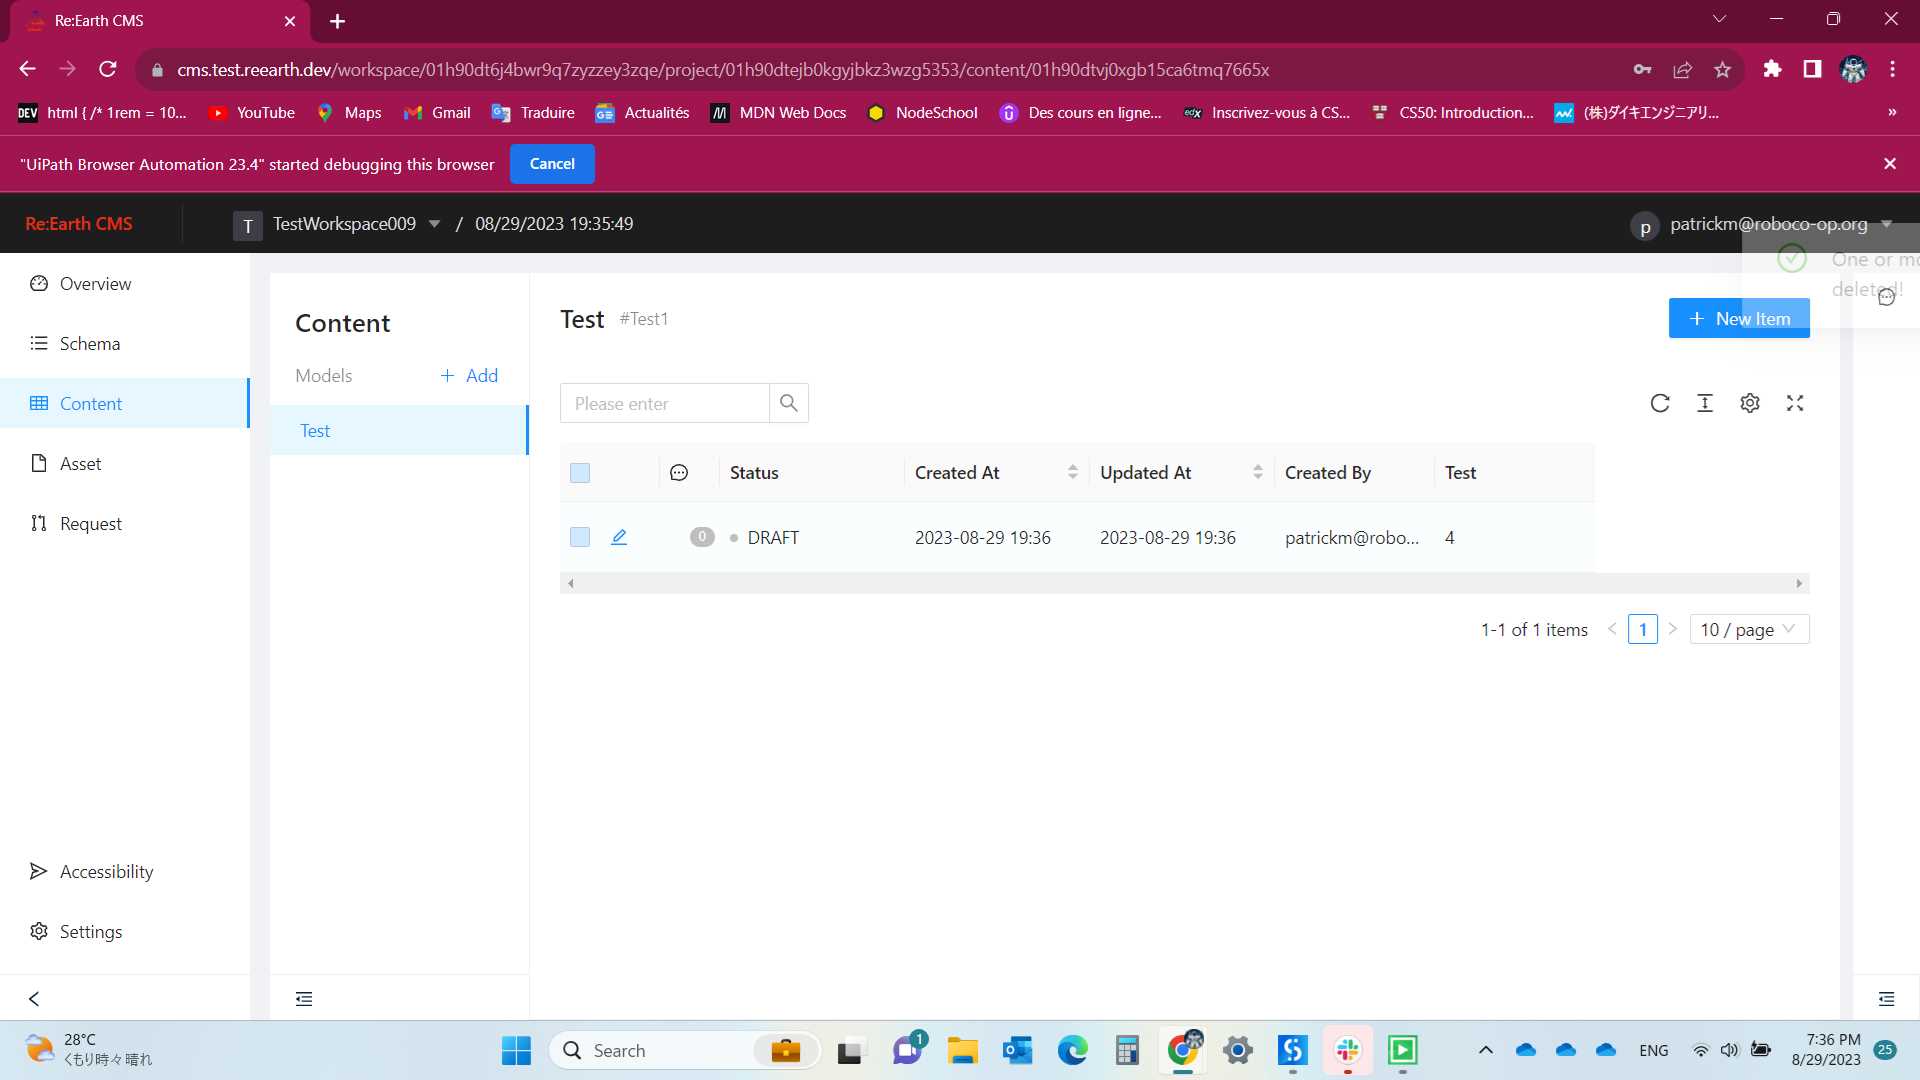 Re:Earth CMS
cms.test.reearth.dev/workspace/01h90dt6j4bwr9q7zyzzey3zqe/project/01h90dtejb0kgyjbkz3wzg5353/content/01h90dtvj0xgb15ca6tmq7665x
DEV html { /* 1rem = 10... YouTube Maps Gmail Traduire Actualités MDN Web Docs NodeSchool Des cours en ligne... edX Inscrivez-vous à CS... CS50: Introduction... (株)ダイキエンジニアリ... »
"UiPath Browser Automation 23.4" started debugging this browser Cancel
Re:Earth CMS T TestWorkspace009 / 08/29/2023 19:35:49 p patrickm@roboco-op.org
One or mo
deleted!
Overview
Schema
Content
Asset
Request
Accessibility
Settings
Content
Models + Add
Test
Test #Test1
+ New Item
Please enter
Status Created At Updated At Created By Test
0 DRAFT 2023-08-29 19:36 2023-08-29 19:36 patrickm@robo... 4
1-1 of 1 items < 1 > 10 / page
28°C
くもり時々晴れ
Search
1
ENG
7:36 PM
8/29/2023
25